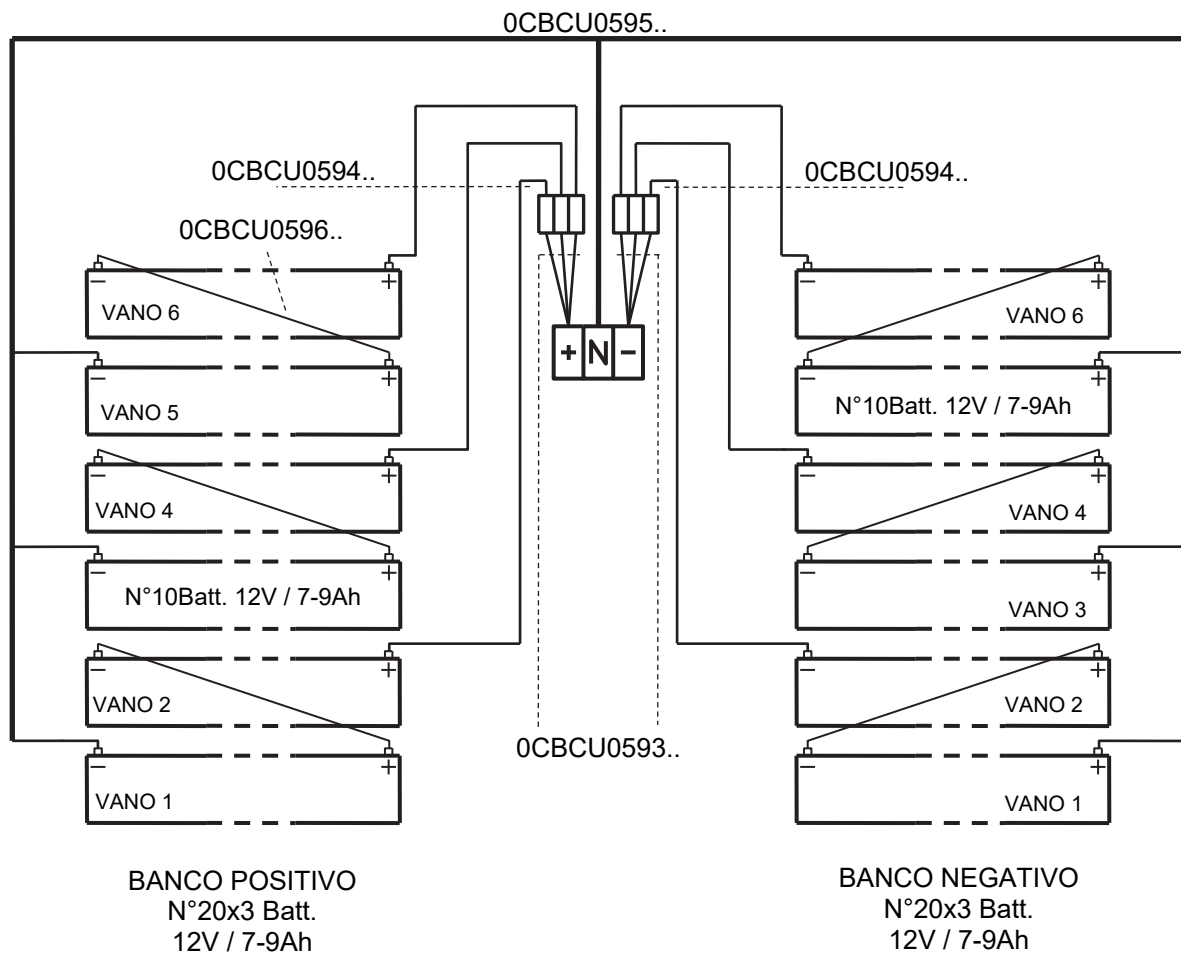 0CBCU0595..
0CBCU0594..
0CBCU0594..
0CBCU0596..
- +
VANO 6
- +
VANO 6
+ N -
- +
VANO 5
- +
N°10Batt. 12V / 7-9Ah
- +
VANO 4
- +
VANO 4
- +
N°10Batt. 12V / 7-9Ah
- +
VANO 3
- +
VANO 2
- +
VANO 2
0CBCU0593..
- +
VANO 1
- +
VANO 1
BANCO POSITIVO
N°20x3 Batt.
12V / 7-9Ah
BANCO NEGATIVO
N°20x3 Batt.
12V / 7-9Ah